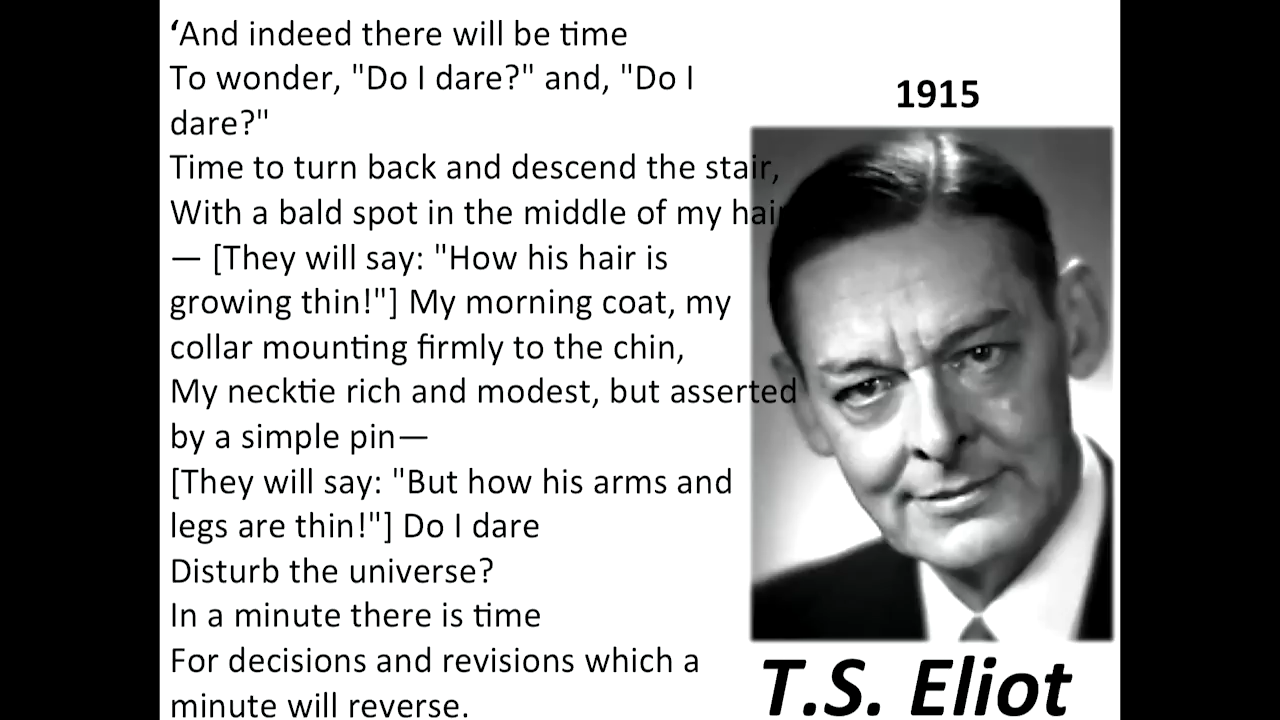 ‘And indeed there will be time
To wonder, "Do I dare?" and, "Do I
dare?"
Time to turn back and descend the stair,
With a bald spot in the middle of my hair
— [They will say: "How his hair is
growing thin!"] My morning coat, my
collar mounting firmly to the chin,
My necktie rich and modest, but asserted
by a simple pin—
[They will say: "But how his arms and
legs are thin!"] Do I dare
Disturb the universe?
In a minute there is time
For decisions and revisions which a
minute will reverse.
1915
T.S. Eliot